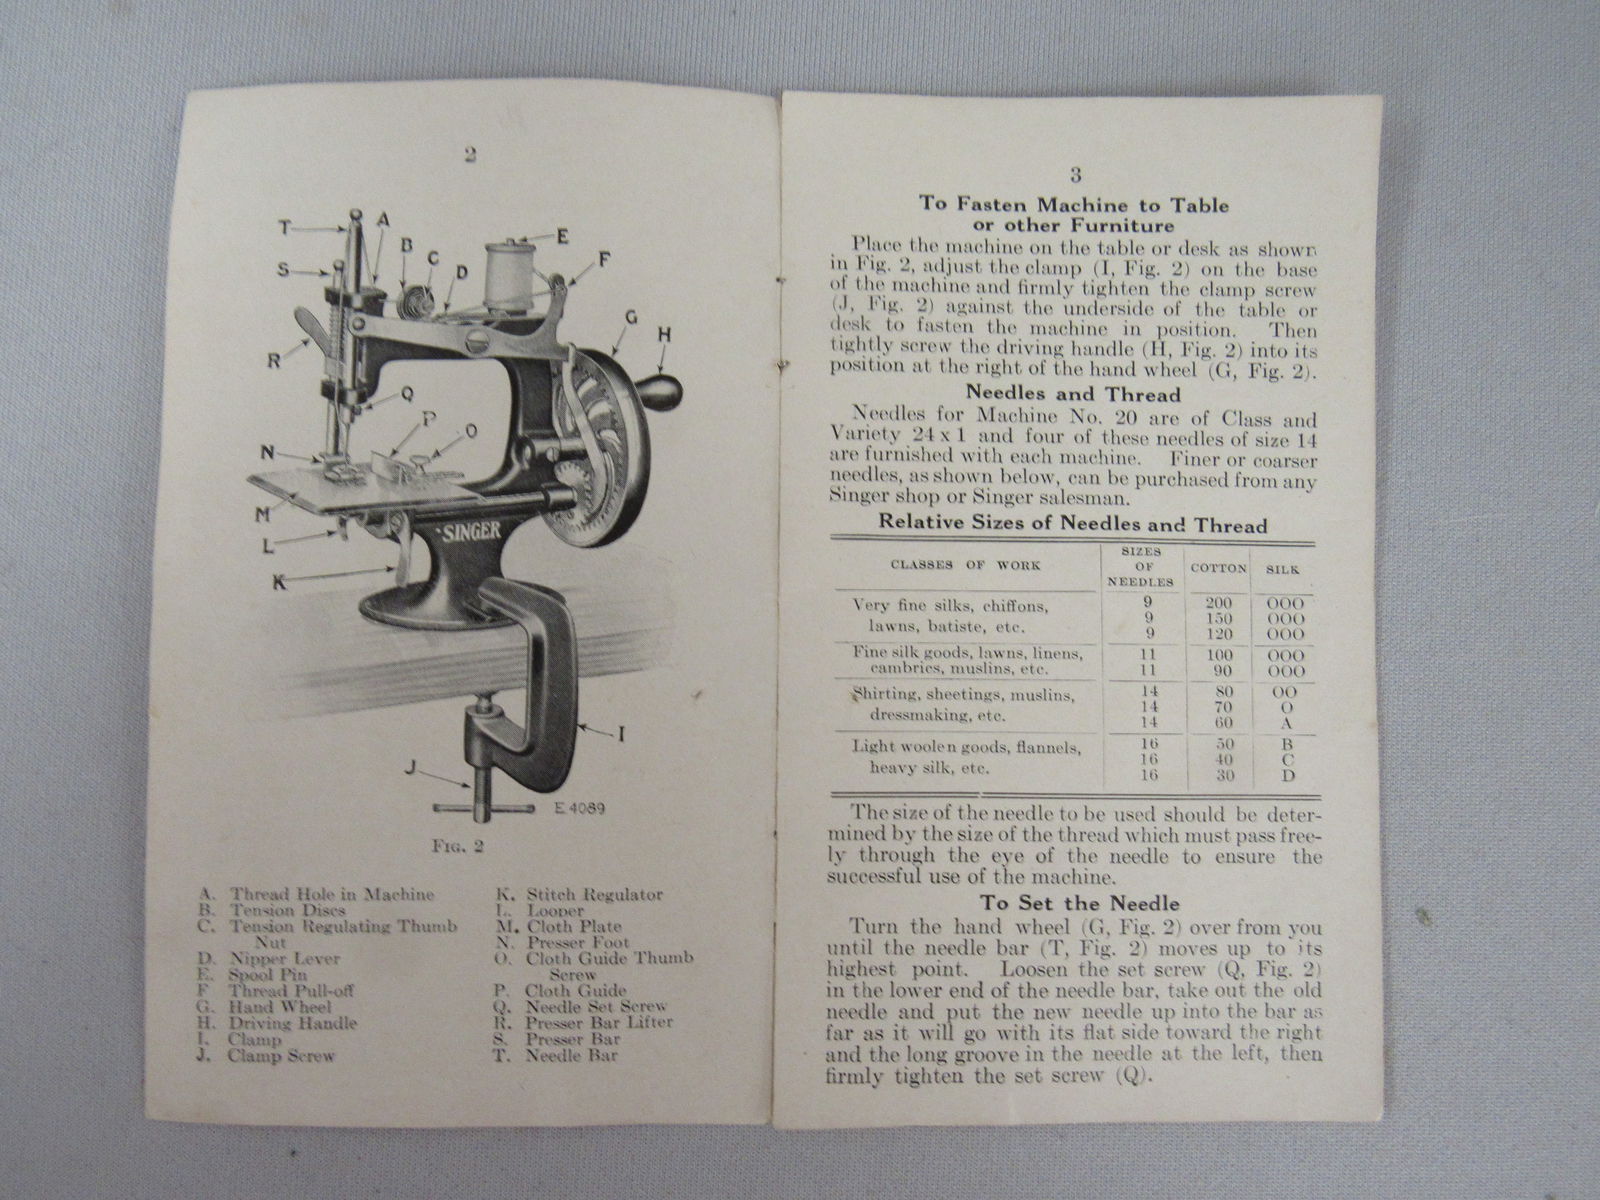 2
T
A
B
C
D
E
F
S
G
H
R
Q
P
O
N
M
L
K
SINGER
I
J
E 4089
FIG. 2
A. Thread Hole in Machine
B. Tension Discs
C. Tension Regulating Thumb
Nut
D. Nipper Lever
E. Spool Pin
F Thread Pull-off
G. Hand Wheel
H. Driving Handle
I. Clamp
J. Clamp Screw
K. Stitch Regulator
L. Looper
M. Cloth Plate
N. Presser Foot
O. Cloth Guide Thumb
Screw
P. Cloth Guide
Q. Needle Set Screw
R. Presser Bar Lifter
S. Presser Bar
T. Needle Bar
3
To Fasten Machine to Table
or other Furniture
Place the machine on the table or desk as shown
in Fig. 2, adjust the clamp (I, Fig. 2) on the base
of the machine and firmly tighten the clamp screw
(J, Fig. 2) against the underside of the table or
desk to fasten the machine in position. Then
tightly screw the driving handle (H, Fig. 2) into its
position at the right of the hand wheel (G, Fig. 2).
Needles and Thread
Needles for Machine No. 20 are of Class and
Variety 24 x 1 and four of these needles of size 14
are furnished with each machine. Finer or coarser
needles, as shown below, can be purchased from any
Singer shop or Singer salesman.
Relative Sizes of Needles and Thread
CLASSES OF WORK SIZES OF NEEDLES COTTON SILK
Very fine silks, chiffons, 9 200 OOO
9 150 OOO
lawns, batiste, etc. 9 120 OOO
Fine silk goods, lawns, linens, 11 100 OOO
cambrics, muslins, etc. 11 90 OOO
Shirting, sheetings, muslins, 14 80 OO
14 70 O
dressmaking, etc. 14 60 A
Light woolen goods, flannels, 16 50 B
16 40 C
heavy silk, etc. 16 30 D
The size of the needle to be used should be deter-
mined by the size of the thread which must pass free-
ly through the eye of the needle to ensure the
successful use of the machine.
To Set the Needle
Turn the hand wheel (G, Fig. 2) over from you
until the needle bar (T, Fig. 2) moves up to its
highest point. Loosen the set screw (Q, Fig. 2)
in the lower end of the needle bar, take out the old
needle and put the new needle up into the bar as
far as it will go with its flat side toward the right
and the long groove in the needle at the left, then
firmly tighten the set screw (Q).